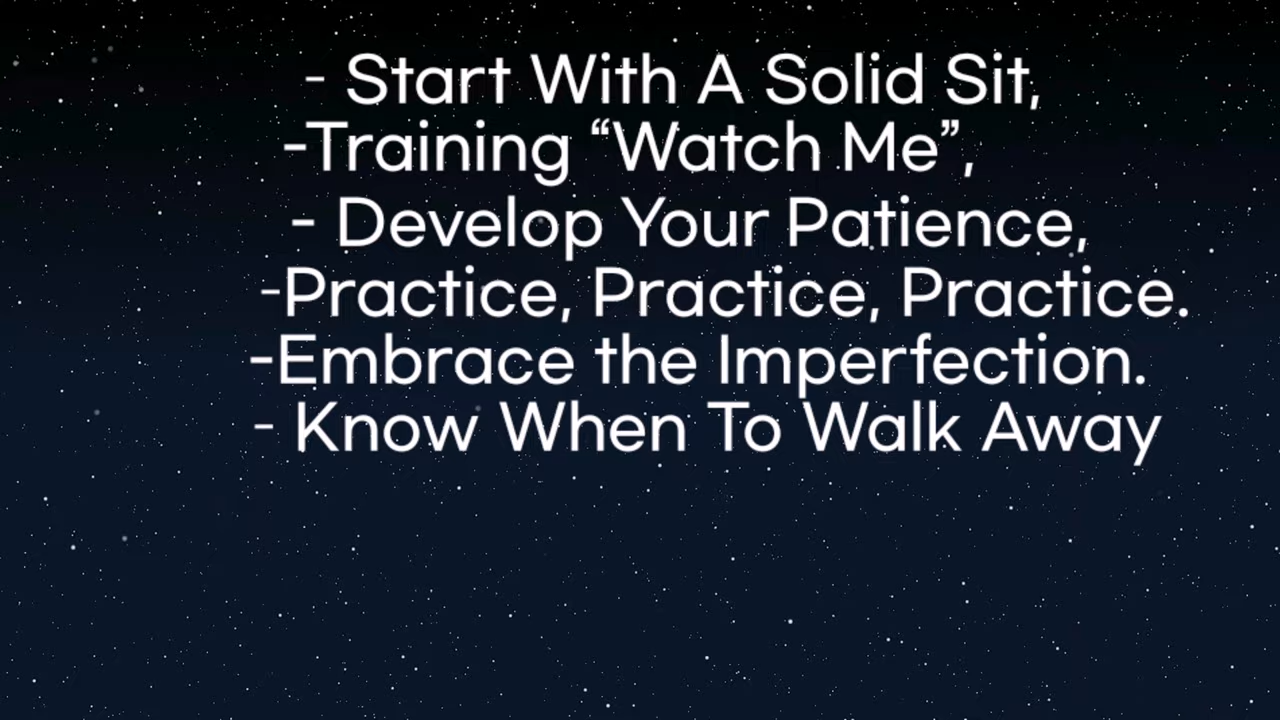 - Start With A Solid Sit,
-Training “Watch Me”,
- Develop Your Patience,
-Practice, Practice, Practice.
-Embrace the Imperfection.
- Know When To Walk Away